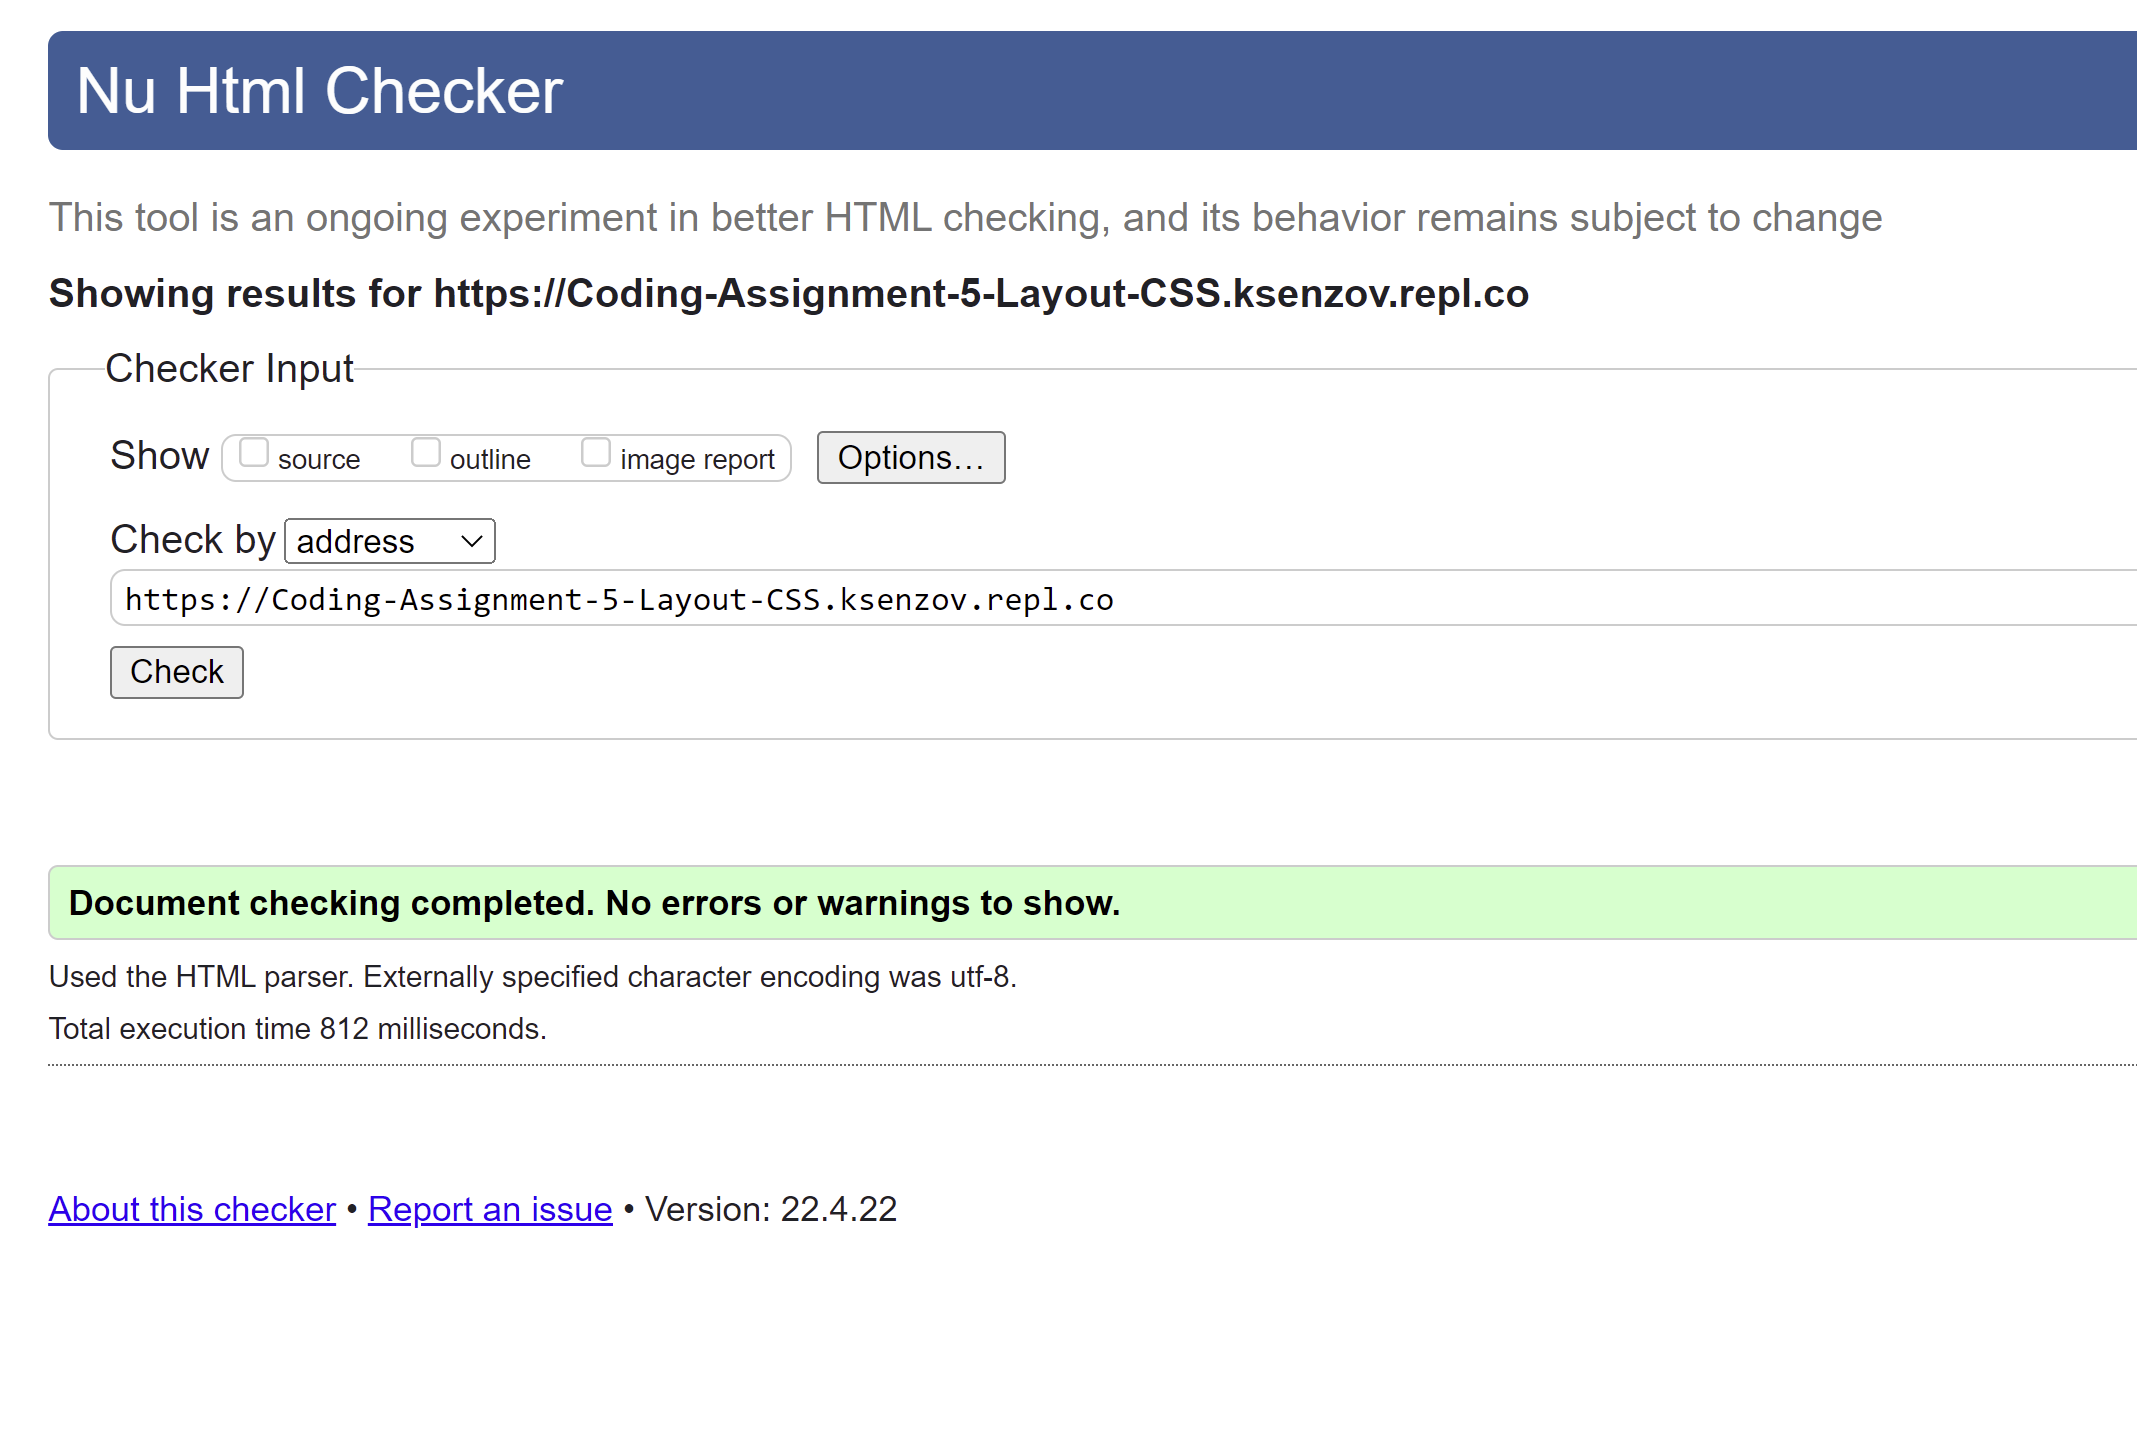 Nu Html Checker
This tool is an ongoing experiment in better HTML checking, and its behavior remains subject to change
Showing results for https://Coding-Assignment-5-Layout-CSS.ksenzov.repl.co
Checker Input
Show source outline image report Options…
Check by address
https://Coding-Assignment-5-Layout-CSS.ksenzov.repl.co
Check
Document checking completed. No errors or warnings to show.
Used the HTML parser. Externally specified character encoding was utf-8.
Total execution time 812 milliseconds.
About this checker • Report an issue • Version: 22.4.22